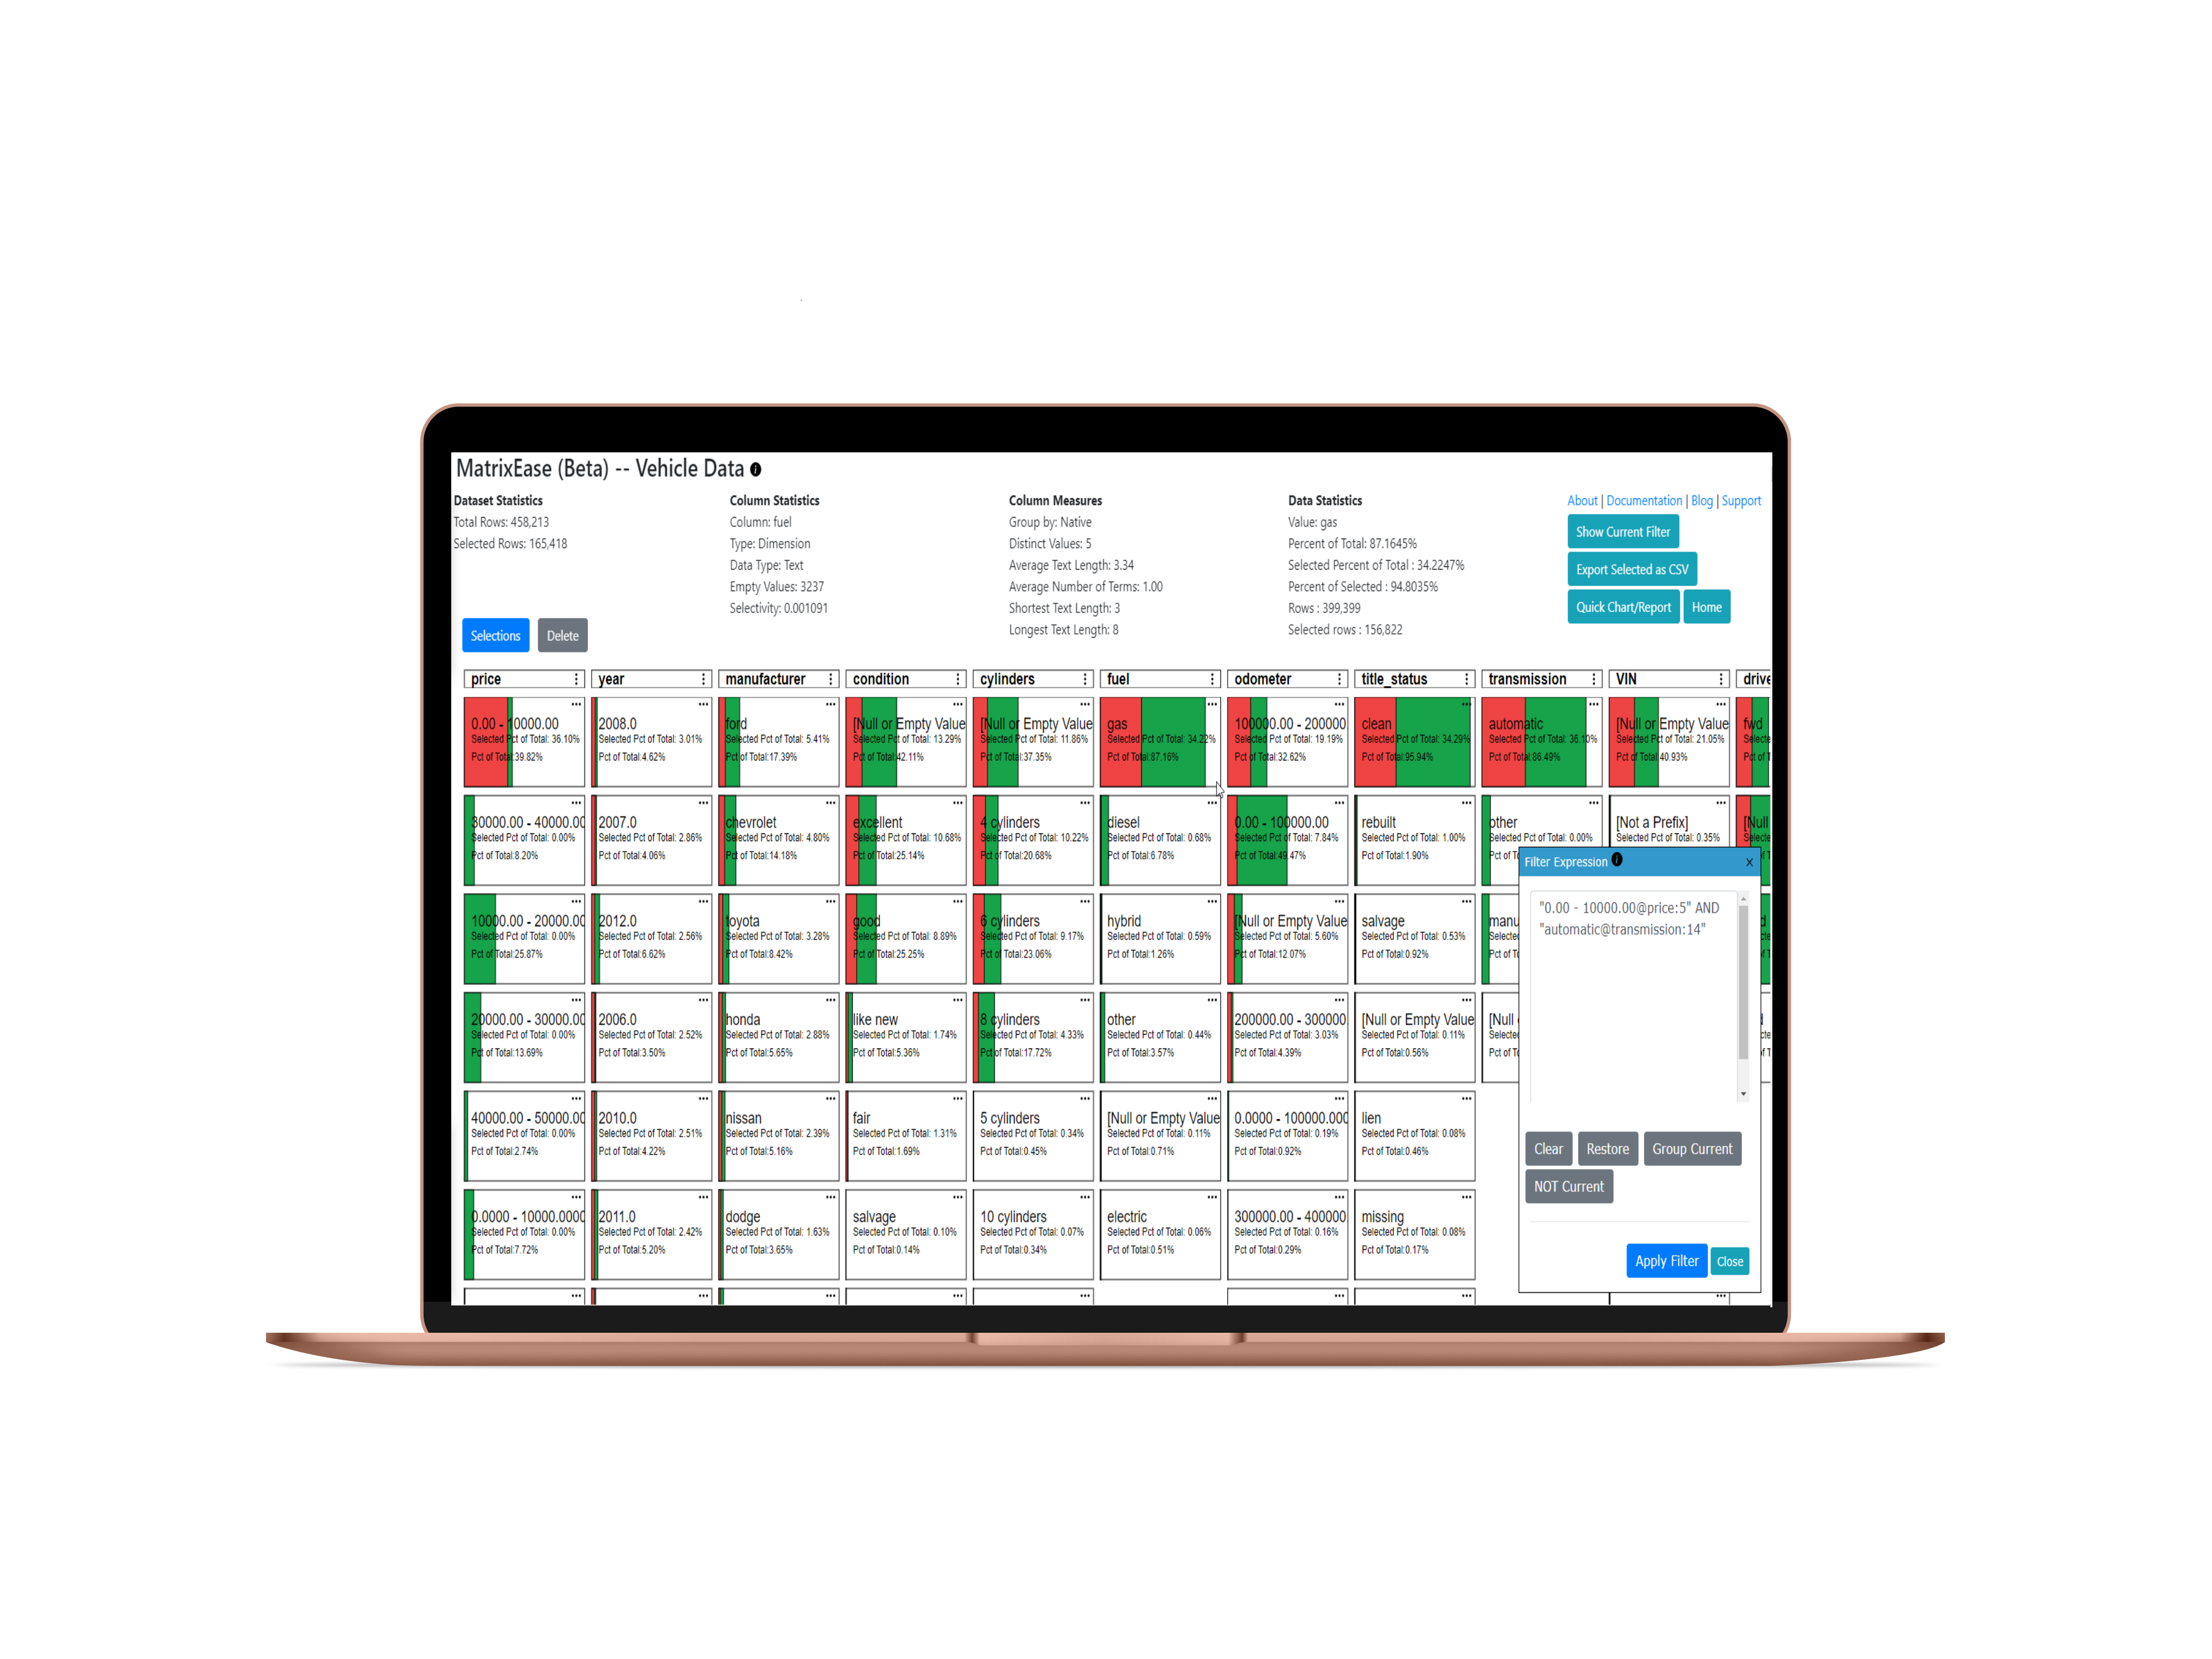 MatrixEase (Beta) -- Vehicle Data
Dataset Statistics
Total Rows: 458,213
Selected Rows: 165,418
Column Statistics
Column: fuel
Type: Dimension
Data Type: Text
Empty Values: 3237
Selectivity: 0.001091
Column Measures
Group by: Native
Distinct Values: 5
Average Text Length: 3.34
Average Number of Terms: 1.00
Shortest Text Length: 3
Longest Text Length: 8
Data Statistics
Value: gas
Percent of Total: 87.1645%
Selected Percent of Total : 34.2247%
Percent of Selected : 94.8035%
Rows : 399,399
Selected rows : 156,822
About | Documentation | Blog | Support
Show Current Filter
Export Selected as CSV
Quick Chart/Report Home
Selections Delete
price year manufacturer condition cylinders fuel odometer title_status transmission VIN drive
0.00 - 10000.00 2008.0 ford [Null or Empty Value [Null or Empty Value gas 100000.00 - 200000 clean automatic [Null or Empty Value fwd
Selected Pct of Total: 36.10% Selected Pct of Total: 3.01% Selected Pct of Total: 5.41% Selected Pct of Total: 13.29% Selected Pct of Total: 11.86% Selected Pct of Total: 34.22% Selected Pct of Total: 19.19% Selected Pct of Total: 34.29% Selected Pct of Total: 36.10% Selected Pct of Total: 21.05% Selecte
Pct of Total:39.82% Pct of Total:4.62% Pct of Total:17.39% Pct of Total:42.11% Pct of Total:37.35% Pct of Total:87.16% Pct of Total:32.62% Pct of Total:95.94% Pct of Total:86.49% Pct of Total:40.93% Pct of T
30000.00 - 40000.00 2007.0 chevrolet excellent 4 cylinders diesel 0.00 - 100000.00 rebuilt other [Not a Prefix] [Null
Selected Pct of Total: 0.00% Selected Pct of Total: 2.86% Selected Pct of Total: 4.80% Selected Pct of Total: 10.68% Selected Pct of Total: 10.22% Selected Pct of Total: 0.68% Selected Pct of Total: 7.84% Selected Pct of Total: 1.00% Selected Pct of Total: 0.00% Selected Pct of Total: 0.35% Selecte
Pct of Total:8.20% Pct of Total:4.06% Pct of Total:14.18% Pct of Total:25.14% Pct of Total:20.68% Pct of Total:6.78% Pct of Total:49.47% Pct of Total:1.90% Pct of T
10000.00 - 20000.00 2012.0 toyota good 6 cylinders hybrid [Null or Empty Value salvage manu
Selected Pct of Total: 0.00% Selected Pct of Total: 2.56% Selected Pct of Total: 3.28% Selected Pct of Total: 8.89% Selected Pct of Total: 9.17% Selected Pct of Total: 0.59% Selected Pct of Total: 5.60% Selected Pct of Total: 0.53% Selecte
Pct of Total:25.87% Pct of Total:6.62% Pct of Total:8.42% Pct of Total:25.25% Pct of Total:23.06% Pct of Total:1.26% Pct of Total:12.07% Pct of Total:0.92% Pct of T
20000.00 - 30000.00 2006.0 honda like new 8 cylinders other 200000.00 - 300000 [Null or Empty Value [Null
Selected Pct of Total: 0.00% Selected Pct of Total: 2.52% Selected Pct of Total: 2.88% Selected Pct of Total: 1.74% Selected Pct of Total: 4.33% Selected Pct of Total: 0.44% Selected Pct of Total: 3.03% Selected Pct of Total: 0.11% Selecte
Pct of Total:13.69% Pct of Total:3.50% Pct of Total:5.65% Pct of Total:5.36% Pct of Total:17.72% Pct of Total:3.57% Pct of Total:4.39% Pct of Total:0.56% Pct of T
40000.00 - 50000.00 2010.0 nissan fair 5 cylinders [Null or Empty Value 0.0000 - 100000.000 lien
Selected Pct of Total: 0.00% Selected Pct of Total: 2.51% Selected Pct of Total: 2.39% Selected Pct of Total: 1.31% Selected Pct of Total: 0.34% Selected Pct of Total: 0.11% Selected Pct of Total: 0.19% Selected Pct of Total: 0.08%
Pct of Total:2.74% Pct of Total:4.22% Pct of Total:5.16% Pct of Total:1.69% Pct of Total:0.45% Pct of Total:0.71% Pct of Total:0.92% Pct of Total:0.46%
0.0000 - 10000.0000 2011.0 dodge salvage 10 cylinders electric 300000.00 - 400000 missing
Selected Pct of Total: 0.00% Selected Pct of Total: 2.42% Selected Pct of Total: 1.63% Selected Pct of Total: 0.10% Selected Pct of Total: 0.07% Selected Pct of Total: 0.06% Selected Pct of Total: 0.16% Selected Pct of Total: 0.08%
Pct of Total:7.72% Pct of Total:5.20% Pct of Total:3.65% Pct of Total:0.14% Pct of Total:0.34% Pct of Total:0.51% Pct of Total:0.29% Pct of Total:0.17%
Filter Expression x
"0.00 - 10000.00@price:5" AND
"automatic@transmission:14"
Clear Restore Group Current
NOT Current
Apply Filter Close